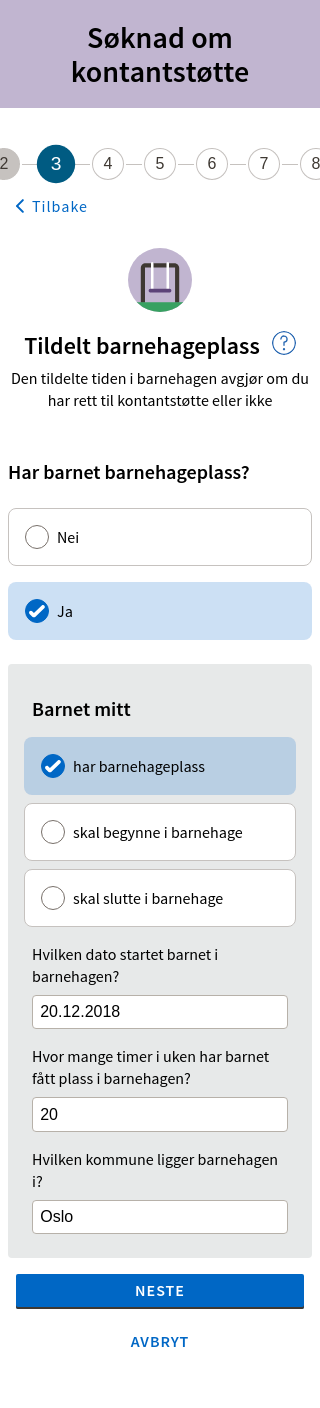 Søknad om
kontantstøtte
2 3 4 5 6 7 8
Tilbake
Tildelt barnehageplass ?
Den tildelte tiden i barnehagen avgjør om du
har rett til kontantstøtte eller ikke
Har barnet barnehageplass?
Nei
Ja
Barnet mitt
har barnehageplass
skal begynne i barnehage
skal slutte i barnehage
Hvilken dato startet barnet i
barnehagen?
20.12.2018
Hvor mange timer i uken har barnet
fått plass i barnehagen?
20
Hvilken kommune ligger barnehagen
i?
Oslo
NESTE
AVBRYT